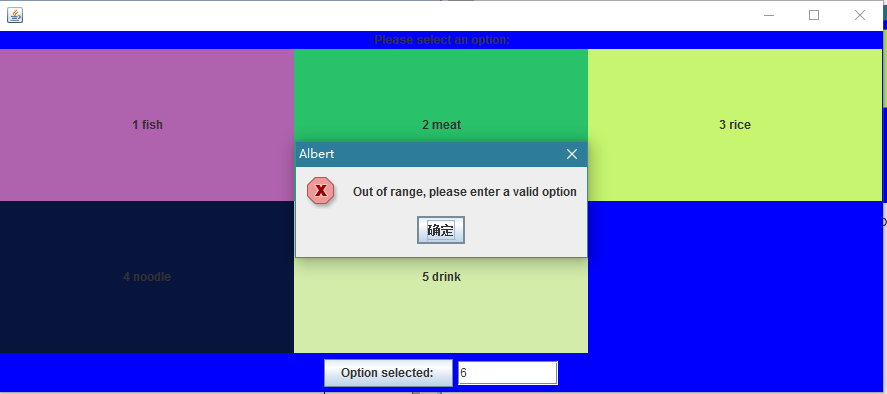 Please select an option:
1 fish
2 meat
3 rice
Albert
Out of range, please enter a valid option
确定
4 noodle
5 drink
Option selected:
6